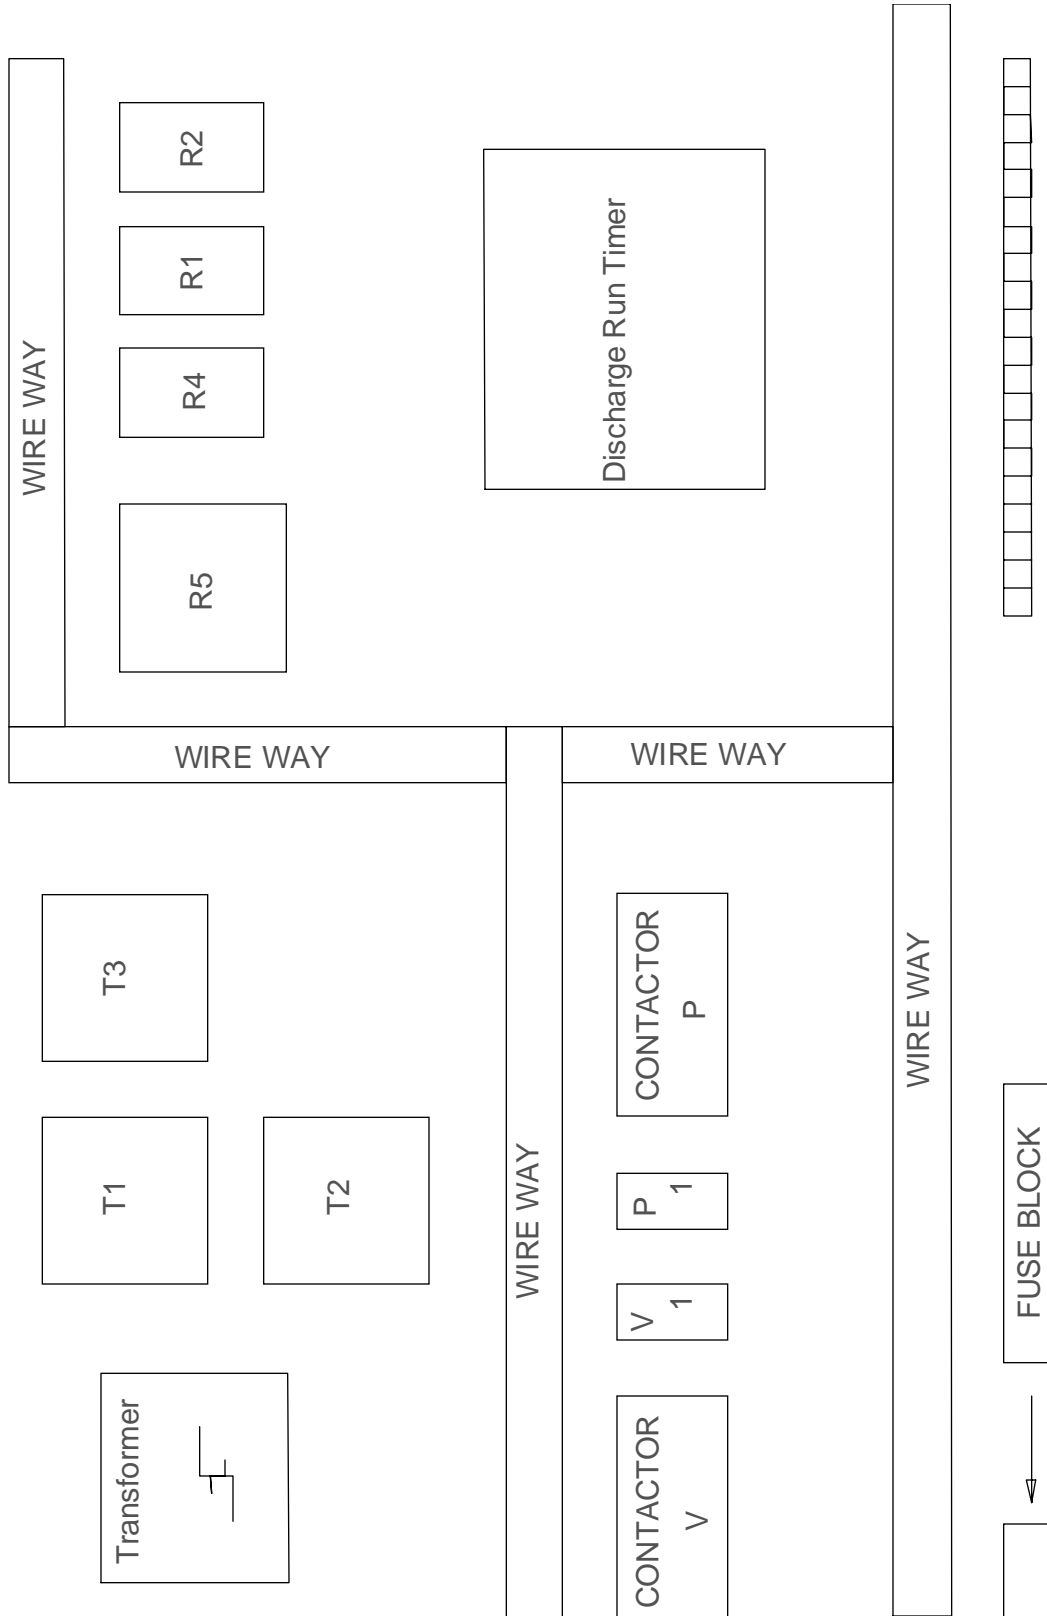 WIRE WAY
R2
R1
R4
R5
Discharge Run Timer
WIRE WAY
WIRE WAY
T3
T1
T2
Transformer
WIRE WAY
CONTACTOR
P
P
1
V
1
CONTACTOR
V
WIRE WAY
FUSE BLOCK